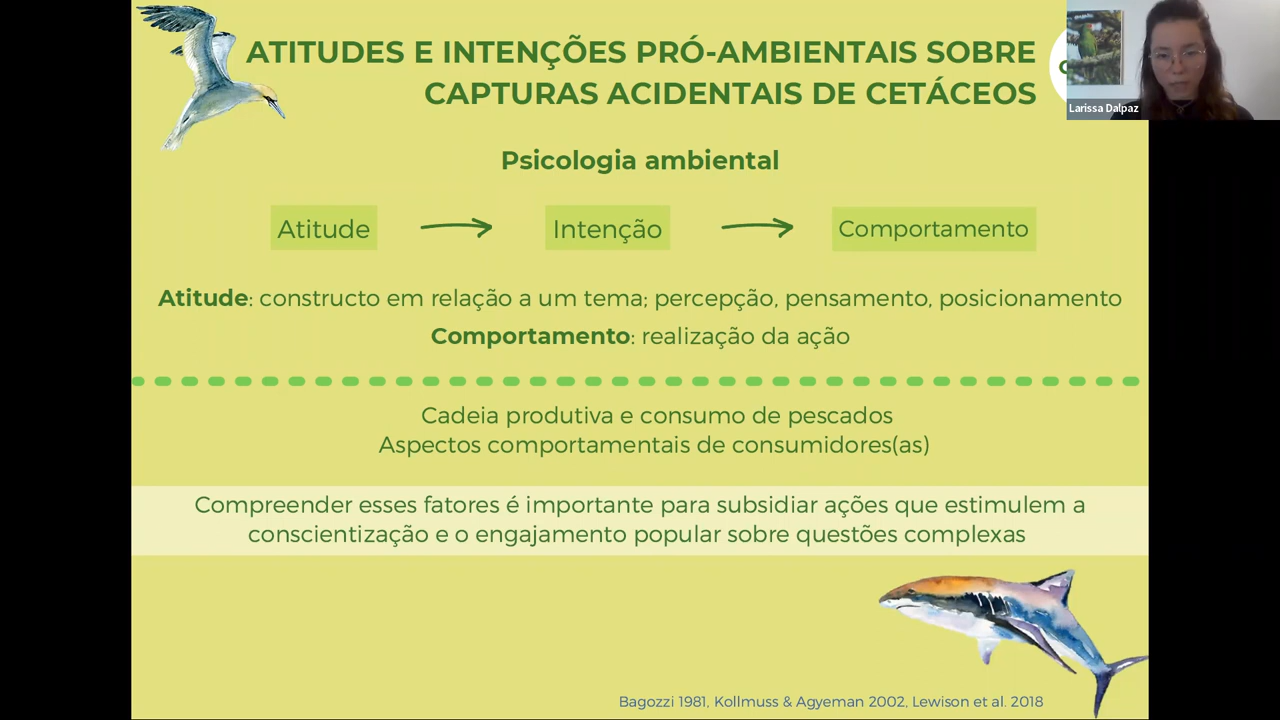 ATITUDES E INTENÇÕES PRÓ-AMBIENTAIS SOBRE
CAPTURAS ACIDENTAIS DE CETÁCEOS
Larissa Dalpaz
Psicologia ambiental
Atitude
Intenção
Comportamento
Atitude: constructo em relação a um tema; percepção, pensamento, posicionamento
Comportamento: realização da ação
Cadeia produtiva e consumo de pescados
Aspectos comportamentais de consumidores(as)
Compreender esses fatores é importante para subsidiar ações que estimulem a
conscientização e o engajamento popular sobre questões complexas
Bagozzi 1981, Kollmuss & Agyeman 2002, Lewison et al. 2018